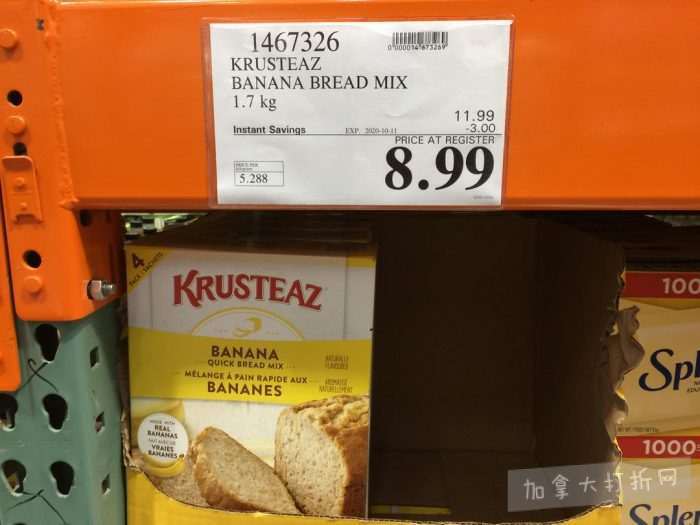 1467326
0000014673269
KRUSTEAZ
BANANA BREAD MIX
1.7 kg
11.99
Instant Savings EXP. 2020-10-11 -3.00
PRICE AT REGISTER
8.99
5.288
4
KRUSTEAZ
BANANA
QUICK BREAD MIX
NATURALLY
FLAVOURED
MÉLANGE À PAIN RAPIDE AUX
BANANES
AROMATISÉ
NATURELLEMENT
MADE WITH
REAL
BANANAS
FAIT AVEC DE
VRAIES
BANANES
100
Spl
1000
Splen
加拿大打折网